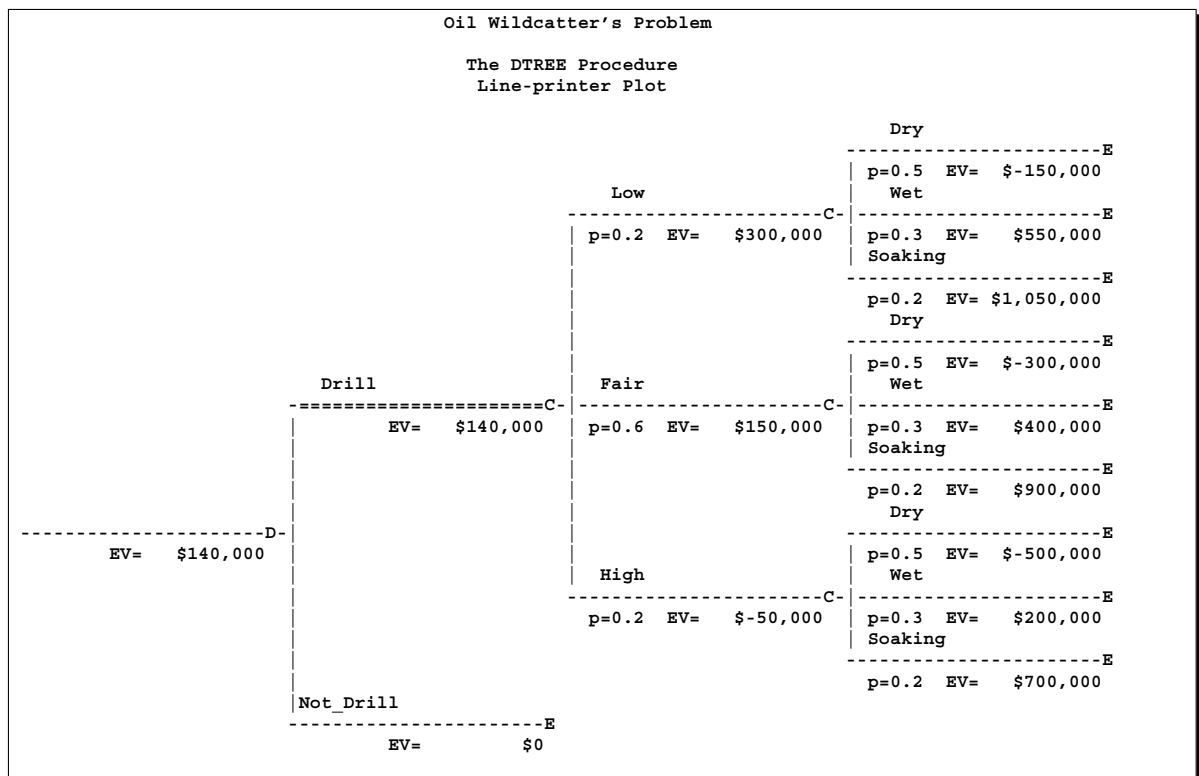 Oil Wildcatter's Problem
The DTREE Procedure
Line-printer Plot
Dry
-----------------------E
p=0.5 EV= $-150,000
Low Wet
-----------------------C-|----------------------E
p=0.2 EV= $300,000 p=0.3 EV= $550,000
Soaking
-----------------------E
p=0.2 EV= $1,050,000
Dry
-----------------------E
p=0.5 EV= $-300,000
Drill Fair Wet
-======================C-|----------------------C-|----------------------E
EV= $140,000 p=0.6 EV= $150,000 p=0.3 EV= $400,000
Soaking
-----------------------E
p=0.2 EV= $900,000
Dry
----------------------D- -----------------------E
EV= $140,000 p=0.5 EV= $-500,000
High Wet
-----------------------C-|----------------------E
p=0.2 EV= $-50,000 p=0.3 EV= $200,000
Soaking
-----------------------E
p=0.2 EV= $700,000
Not_Drill
-----------------------E
EV= $0